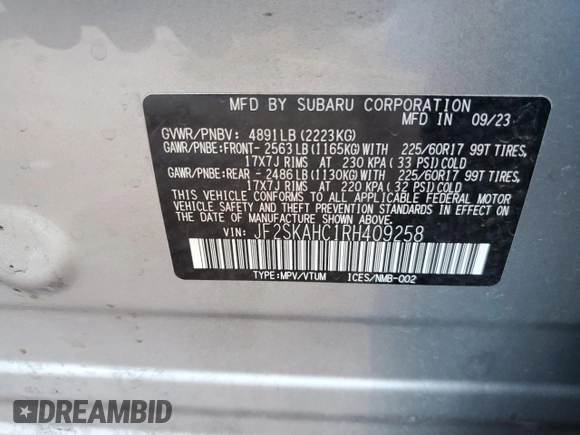 MFD BY SUBARU CORPORATION
MFD IN 09/23
GVWR/PNBV: 4891LB (2223KG)
GAWR/PNBE:FRONT-2563LB(1165KG)WITH 225/60R17 99T TIRES,
17X7J RIMS AT 230 KPA (33 PSI)COLD
GAWR/PNBE:REAR-2486LB(1130KG)WITH 225/60R17 99T TIRES,
17X7J RIMS AT 220 KPA (32 PSI)COLD
THIS VEHICLE CONFORMS TO ALL APPLICABLE FEDERAL MOTOR
VEHICLE SAFETY AND THEFT PREVENTION STANDARDS IN
EFFECT ON THE DATE OF MANUFACTURE SHOWN ABOVE.
VIN: JF2SKAHC1RH409258
TYPE:MPV/VTUM ICES/NMB-002
DREAMBID